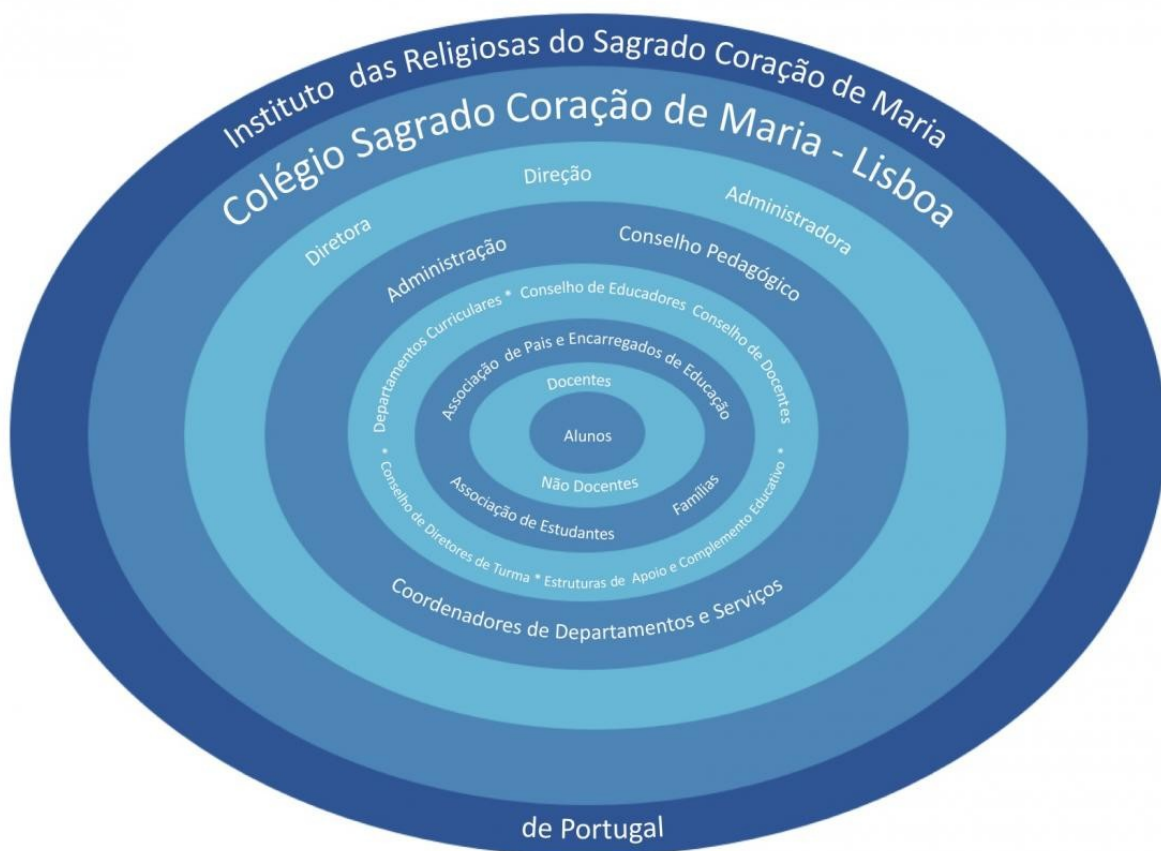 Instituto das Religiosas do Sagrado Coração de Maria
Colégio Sagrado Coração de Maria - Lisboa
Diretora
Direção
Administradora
Administração
Conselho Pedagógico
Departamentos Curriculares * Conselho de Educadores Conselho de Docentes
Associação de Pais e Encarregados de Educação
Docentes
Alunos
Não Docentes
Associação de Estudantes
Famílias
* Conselho de Diretores de Turma * Estruturas de Apoio e Complemento Educativo *
Coordenadores de Departamentos e Serviços
de Portugal